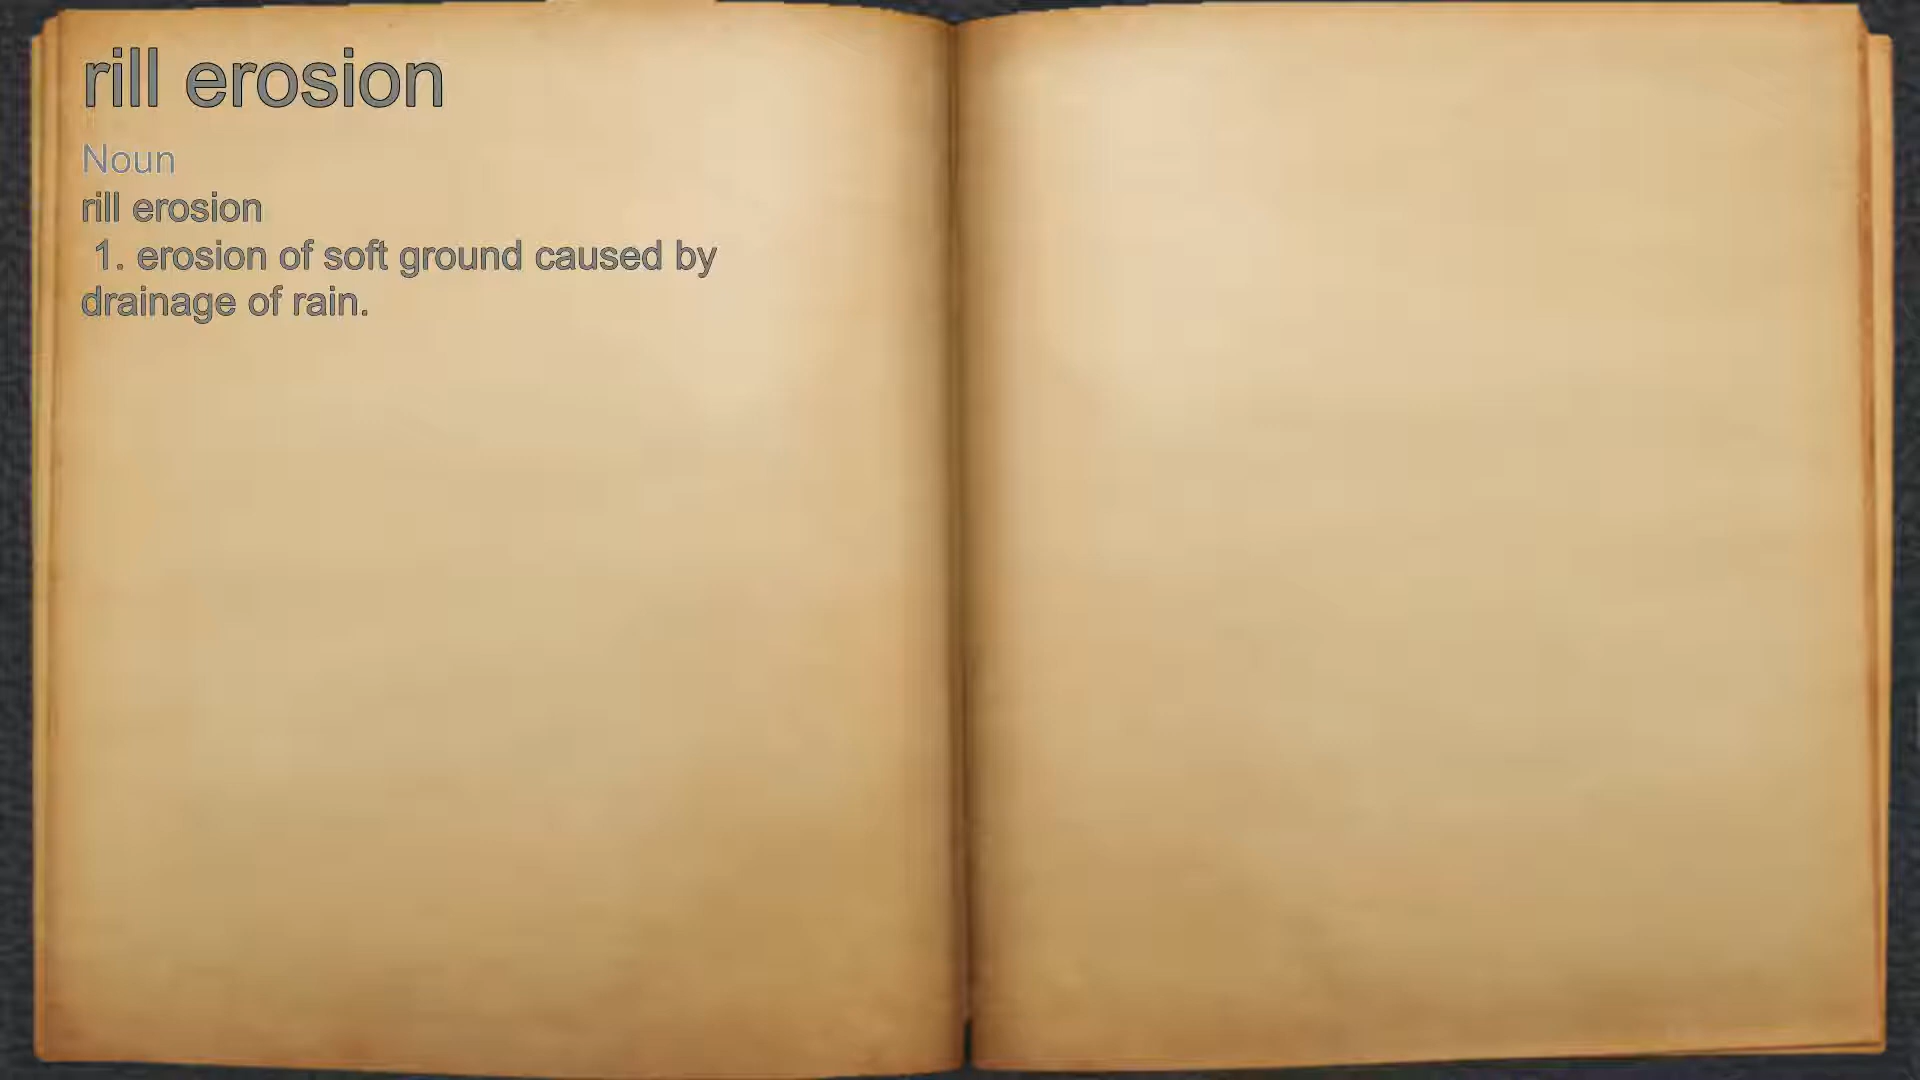 rill erosion
Noun
rill erosion
1. erosion of soft ground caused by
drainage of rain.